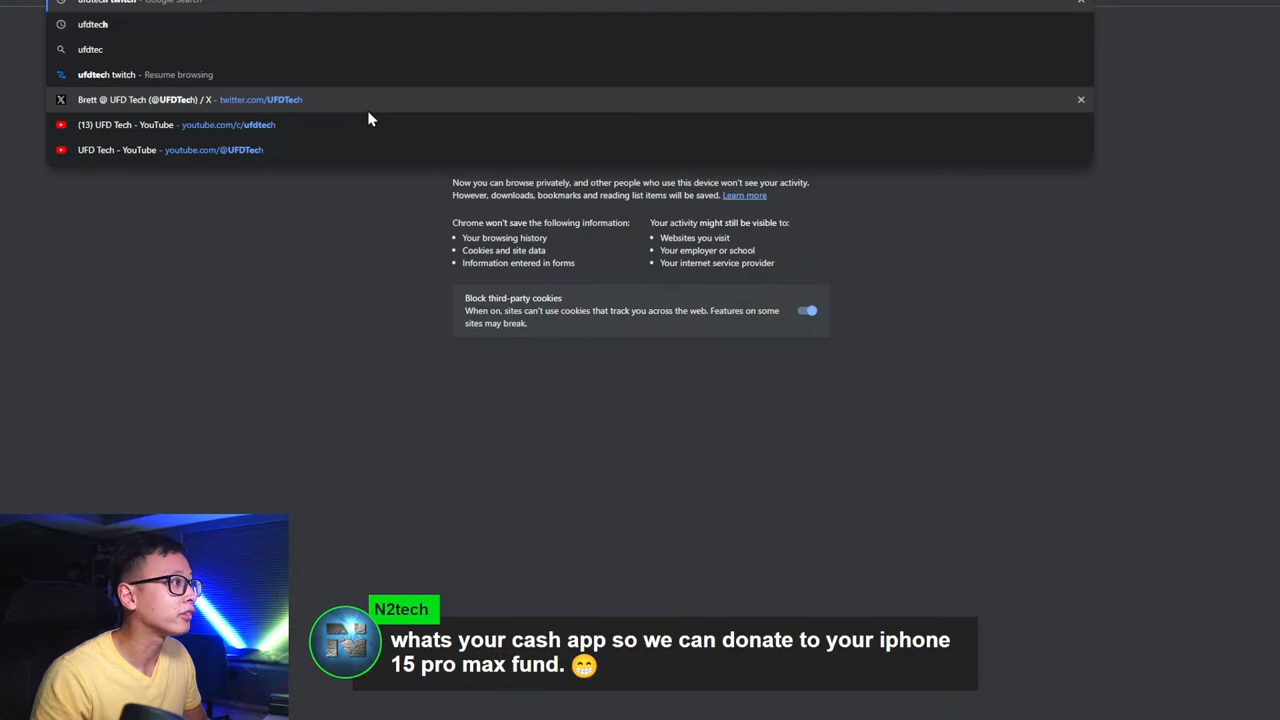 ufdtech twitch - Google Search
ufdtech
ufdtec
ufdtech twitch - Resume browsing
Brett @ UFD Tech (@UFDTech) / X - twitter.com/UFDTech
(13) UFD Tech - YouTube - youtube.com/c/ufdtech
UFD Tech - YouTube - youtube.com/@UFDTech
Now you can browse privately, and other people who use this device won't see your activity.
However, downloads, bookmarks and reading list items will be saved. Learn more
Chrome won't save the following information:
• Your browsing history
• Cookies and site data
• Information entered in forms
Your activity might still be visible to:
• Websites you visit
• Your employer or school
• Your internet service provider
Block third-party cookies
When on, sites can't use cookies that track you across the web. Features on some
sites may break.
N2tech
whats your cash app so we can donate to your iphone
15 pro max fund. 😁